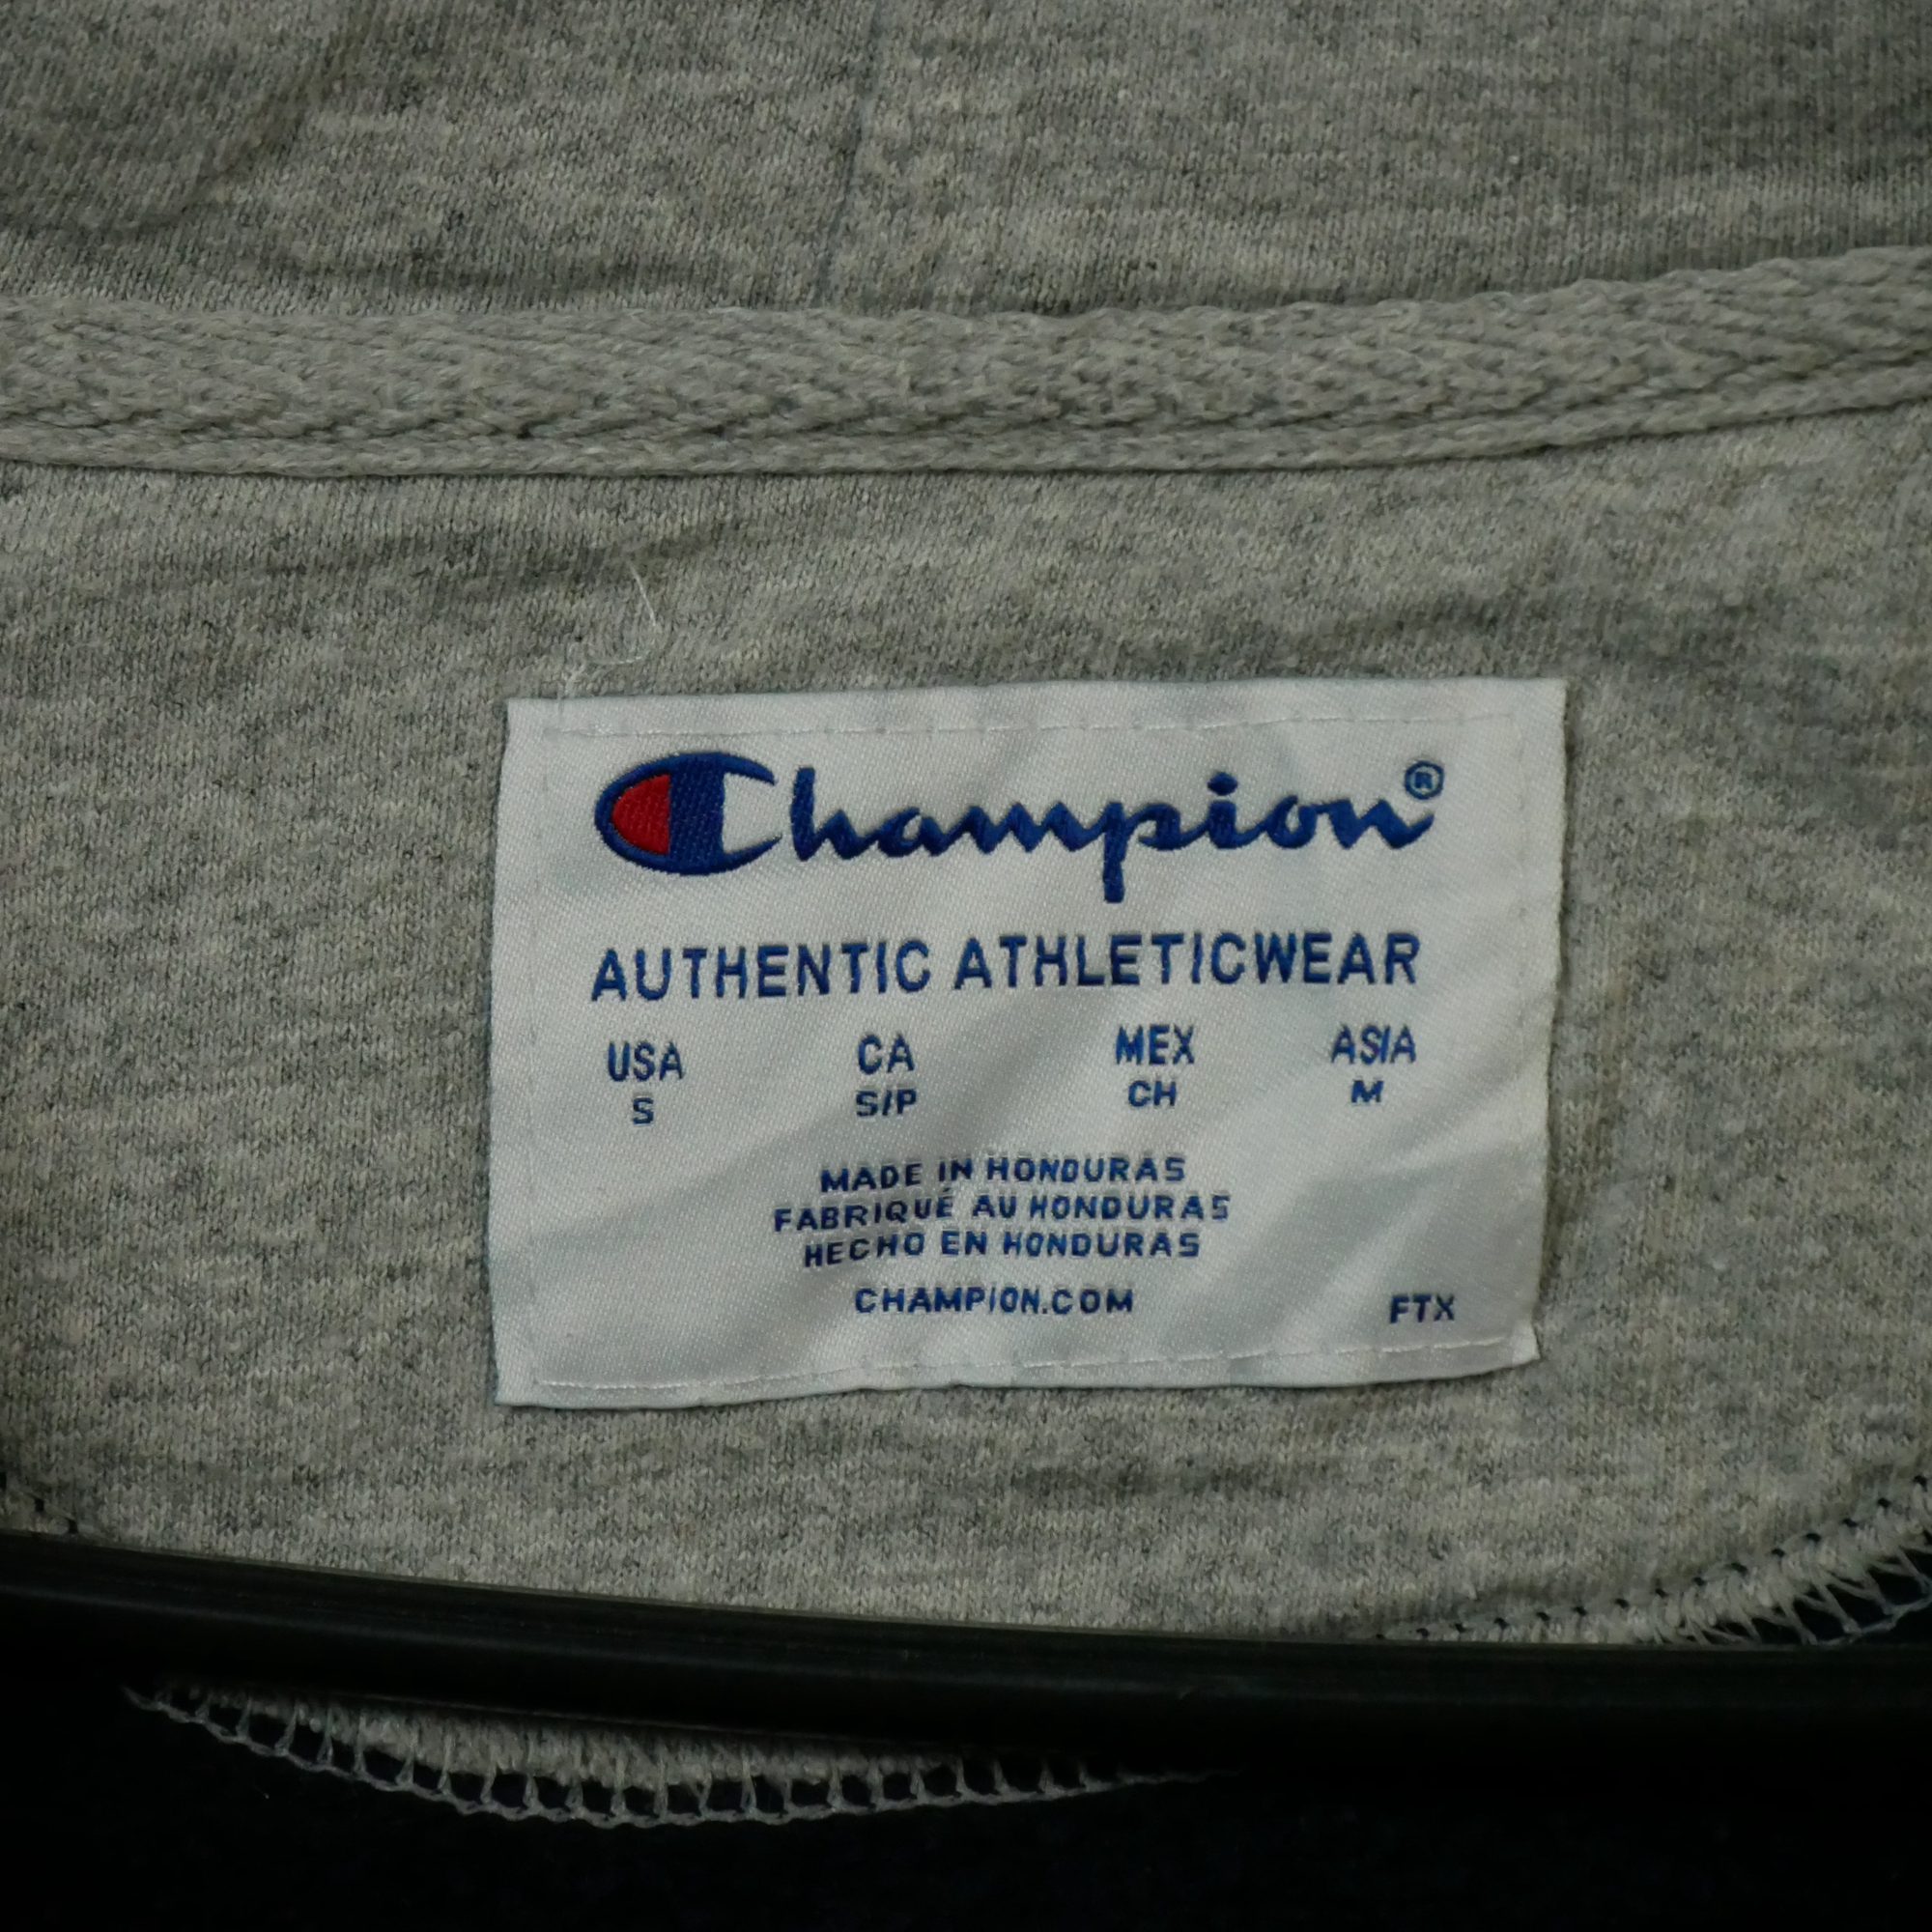 Champion®
AUTHENTIC ATHLETICWEAR
USA CA MEX ASIA
S S/P CH M
MADE IN HONDURAS
FABRIQUÉ AU HONDURAS
HECHO EN HONDURAS
CHAMPION.COM FTX